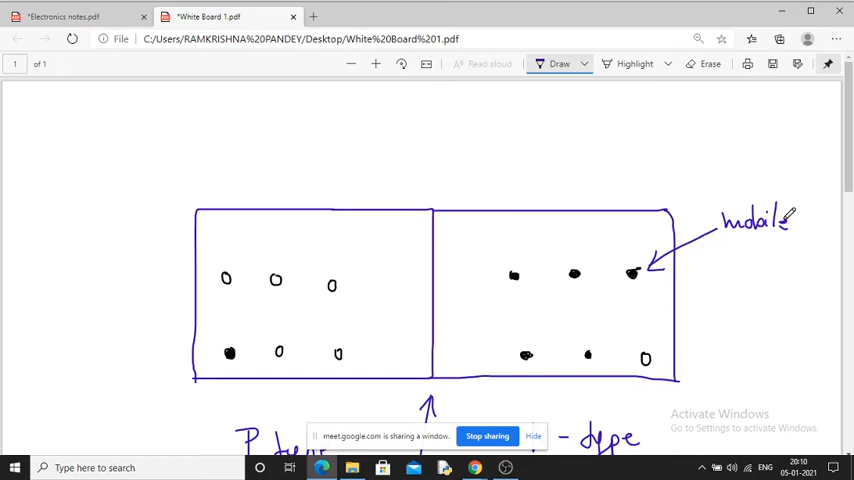 *Electronics notes.pdf
*White Board 1.pdf
File C:/Users/RAMKRISHNA%20PANDEY/Desktop/White%20Board%201.pdf
1 of 1
Read aloud
Draw
Highlight
Erase
mobile
P type
- type
Activate Windows
Go to Settings to activate Windows.
meet.google.com is sharing a window.
Stop sharing
Hide
Type here to search
ENG
20:10
05-01-2021